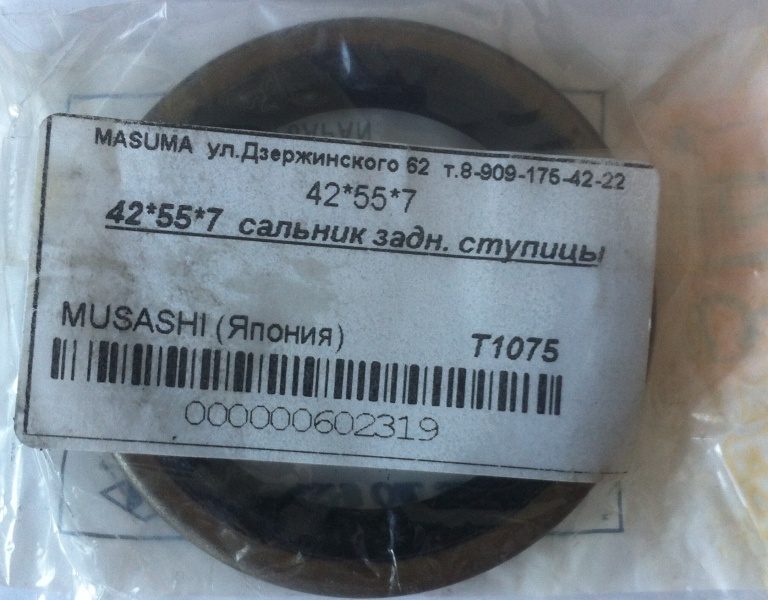 MASUMA ул.Дзержинского 62 т.8-909-175-42-22
42*55*7
42*55*7 сальник задн. ступицы
MUSASHI (Япония)
T1075
000000602319
JAPAN